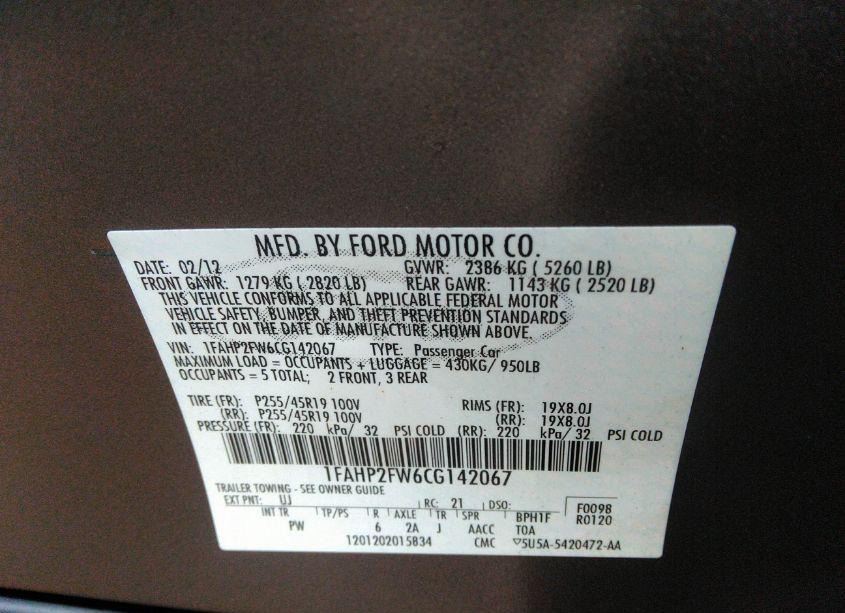 MFD. BY FORD MOTOR CO.
DATE: 02/12 GVWR: 2386 KG ( 5260 LB)
FRONT GAWR: 1279 KG ( 2820 LB) REAR GAWR: 1143 KG ( 2520 LB)
THIS VEHICLE CONFORMS TO ALL APPLICABLE FEDERAL MOTOR
VEHICLE SAFETY, BUMPER, AND THEFT PREVENTION STANDARDS
IN EFFECT ON THE DATE OF MANUFACTURE SHOWN ABOVE.
VIN: 1FAHP2FW6CG142067 TYPE: Passenger Car
MAXIMUM LOAD = OCCUPANTS + LUGGAGE = 430KG/ 950LB
OCCUPANTS = 5 TOTAL; 2 FRONT, 3 REAR
TIRE (FR): P255/45R19 100V RIMS (FR): 19X8.0J
(RR): P255/45R19 100V (RR): 19X8.0J
PRESSURE (FR): 220 kPa/ 32 PSI COLD (RR): 220 kPa/ 32 PSI COLD
1FAHP2FW6CG142067
TRAILER TOWING - SEE OWNER GUIDE
EXT PNT: UJ RC: 21 DSO: F0098
INT TR TP/PS R AXLE TR SPR BPH1F R0120
PW 6 2A J AACC TOA
1201202015834 CMC ▽5U5A-5420472-AA